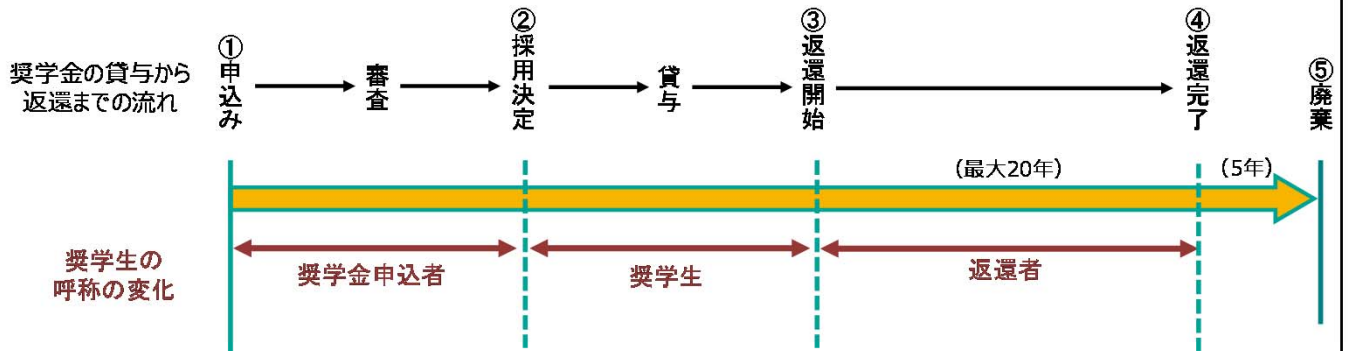 奨学金の貸与から
返還までの流れ
①申込み
審査
②採用決定
貸与
③返還開始
④返還完了
⑤廃棄
(最大20年)
(5年)
奨学生の
呼称の変化
奨学金申込者
奨学生
返還者